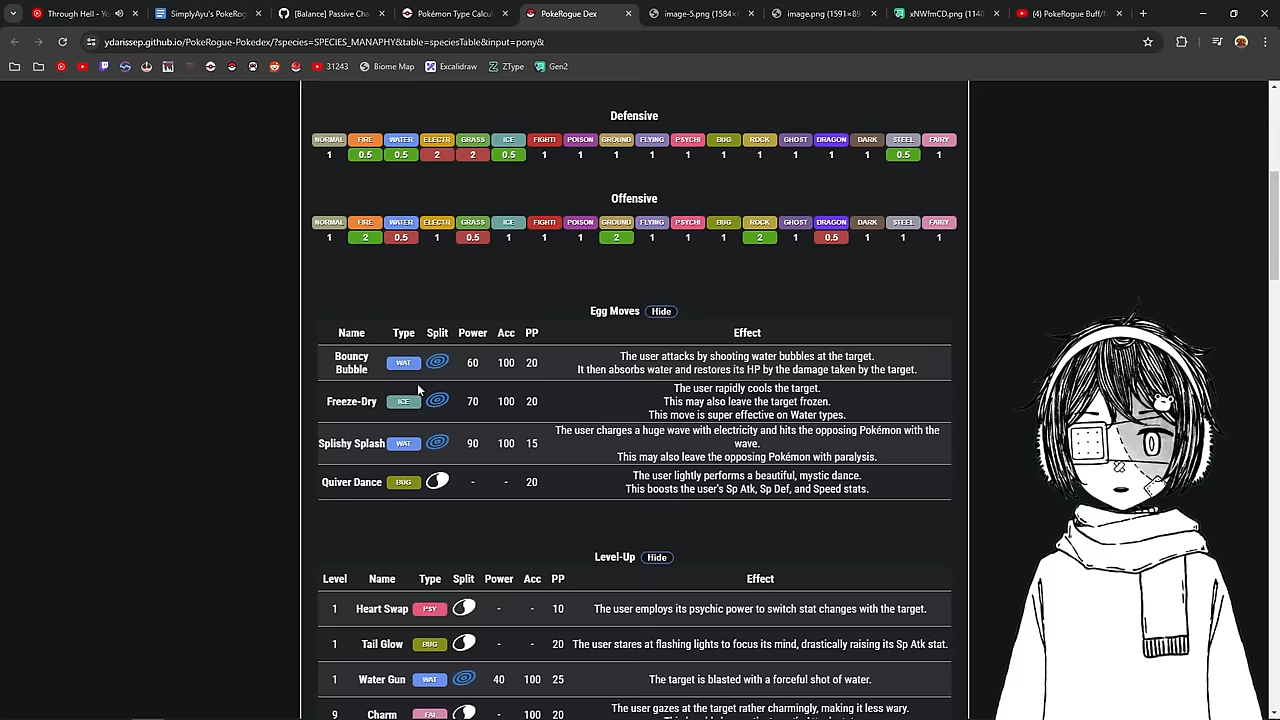 Through Hell - Yo
SimplyAyu's PokeRog
[Balance] Passive Cha
Pokémon Type Calcu
PokeRogue Dex
image-5.png (1584×
image.png (1591×8
xNWfmCD.png (1140
(4) PokeRogue Buff/N
ydarissep.github.io/PokeRogue-Pokedex/?species=SPECIES_MANAPHY&table=speciesTable&input=pony&
31243
Biome Map
Excalidraw
ZType
Gen2
Defensive
NORMAL FIRE WATER ELECTR GRASS ICE FIGHTI POISON GROUND FLYING PSYCHI BUG ROCK GHOST DRAGON DARK STEEL FAIRY
1 0.5 0.5 2 2 0.5 1 1 1 1 1 1 1 1 1 1 0.5 1
Offensive
NORMAL FIRE WATER ELECTR GRASS ICE FIGHTI POISON GROUND FLYING PSYCHI BUG ROCK GHOST DRAGON DARK STEEL FAIRY
1 2 0.5 1 0.5 1 1 1 2 1 1 1 2 1 0.5 1 1 1
Egg Moves Hide
Name Type Split Power Acc PP Effect
Bouncy
Bubble
WAT 60 100 20
The user attacks by shooting water bubbles at the target.
It then absorbs water and restores its HP by the damage taken by the target.
Freeze-Dry ICE 70 100 20
The user rapidly cools the target.
This may also leave the target frozen.
This move is super effective on Water types.
Splishy Splash WAT 90 100 15
The user charges a huge wave with electricity and hits the opposing Pokémon with the
wave.
This may also leave the opposing Pokémon with paralysis.
Quiver Dance BUG - - 20
The user lightly performs a beautiful, mystic dance.
This boosts the user's Sp Atk, Sp Def, and Speed stats.
Level-Up Hide
Level Name Type Split Power Acc PP Effect
1 Heart Swap PSY - - 10 The user employs its psychic power to switch stat changes with the target.
1 Tail Glow BUG - - 20 The user stares at flashing lights to focus its mind, drastically raising its Sp Atk stat.
1 Water Gun WAT 40 100 25 The target is blasted with a forceful shot of water.
9 Charm FAI - 100 20 The user gazes at the target rather charmingly, making it less wary.